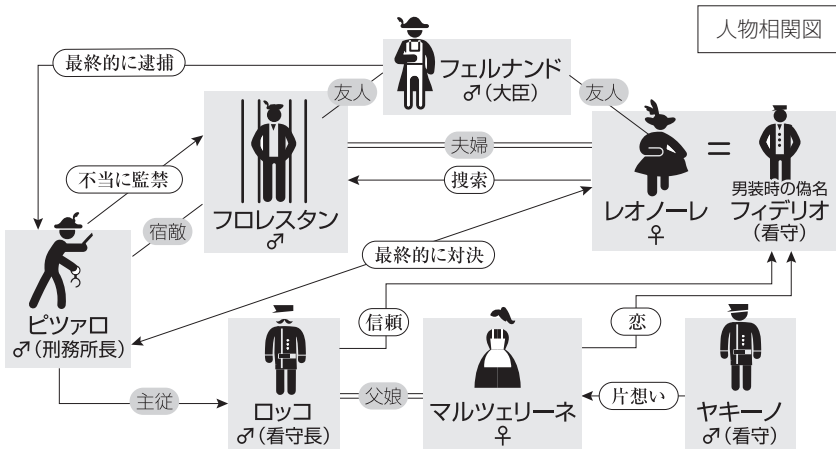 人物相関図
最終的に逮捕
フェルナンド
♂(大臣)
友人
友人
夫婦
不当に監禁
捜索
=
男装時の偽名
フロレスタン
♂
レオノーレ
♀
フィデリオ
(看守)
宿敵
最終的に対決
ピツァロ
♂(刑務所長)
信頼
恋
主従
父娘
片想い
ロッコ
♂(看守長)
マルツェリーネ
♀
ヤキーノ
♂(看守)